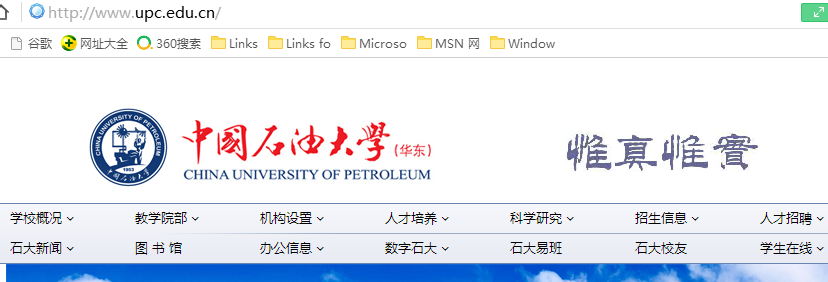 http://www.upc.edu.cn/
谷歌 网址大全 360搜索 Links Links fo Microso MSN 网 Window
CHINA UNIVERSITY OF PETROLEUM
1953
中國石油大學(华东)
CHINA UNIVERSITY OF PETROLEUM
惟真惟實
学校概况 教学院部 机构设置 人才培养 科学研究 招生信息 人才招聘
石大新闻 图 书 馆 办公信息 数字石大 石大易班 石大校友 学生在线